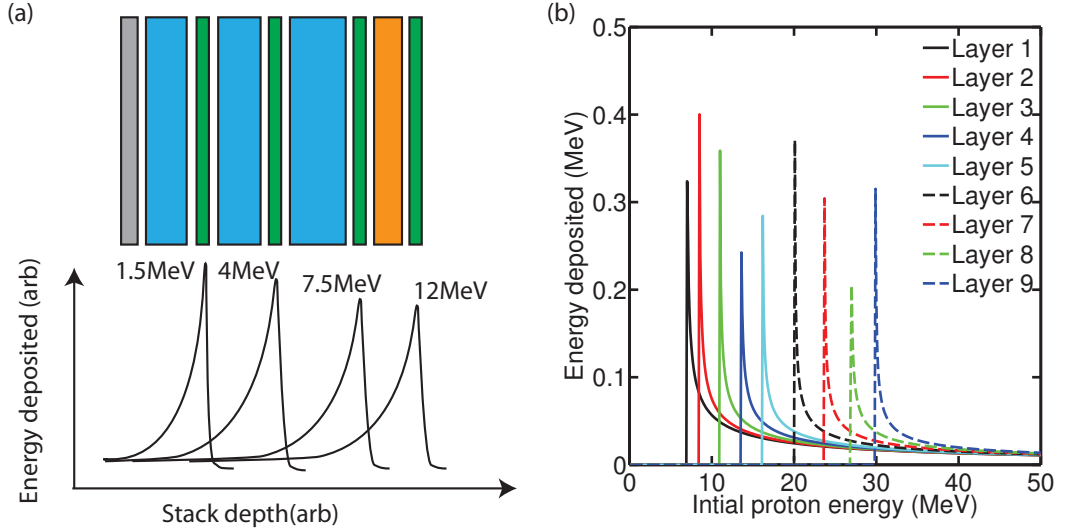 (a)
1.5MeV
4MeV
7.5MeV
12MeV
Energy deposited (arb)
Stack depth(arb)
(b)
0.5
0.4
0.3
0.2
0.1
0
Energy deposited (MeV)
0 10 20 30 40 50
Intial proton energy (MeV)
Layer 1
Layer 2
Layer 3
Layer 4
Layer 5
Layer 6
Layer 7
Layer 8
Layer 9